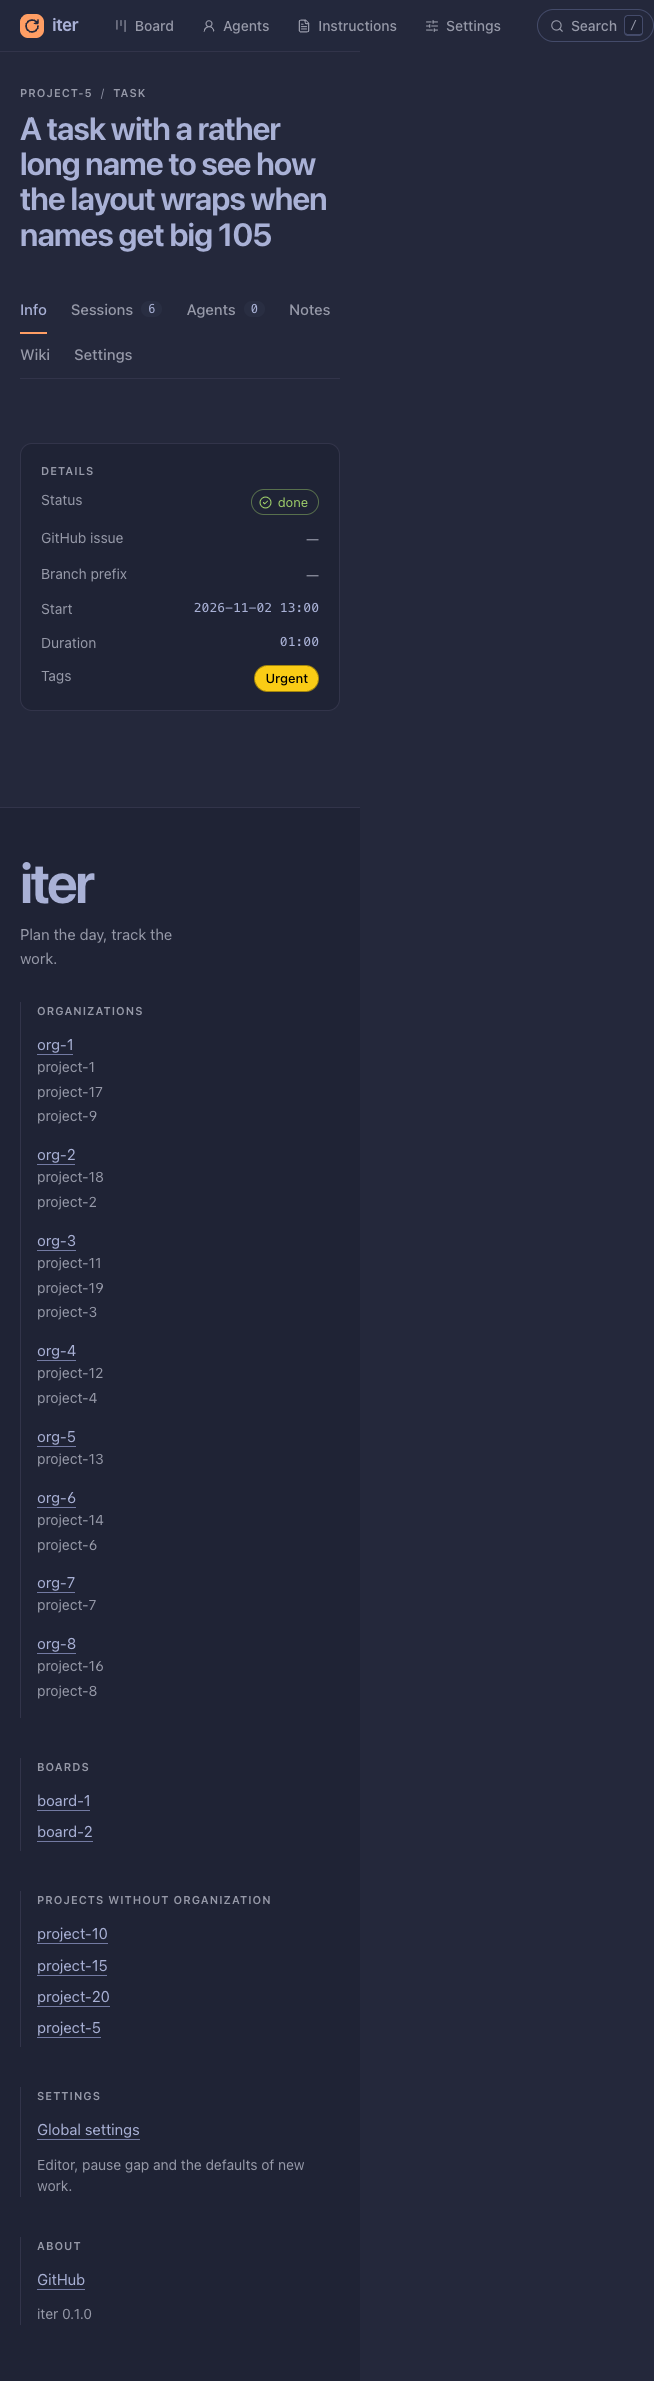 iter
Board
Agents
Instructions
Settings
Search /
PROJECT-5 / TASK
A task with a rather
long name to see how
the layout wraps when
names get big 105
Info
Sessions 6
Agents 0
Notes
Wiki
Settings
DETAILS
Status
done
GitHub issue
—
Branch prefix
—
Start
2026-11-02 13:00
Duration
01:00
Tags
Urgent
iter
Plan the day, track the
work.
ORGANIZATIONS
org-1
project-1
project-17
project-9
org-2
project-18
project-2
org-3
project-11
project-19
project-3
org-4
project-12
project-4
org-5
project-13
org-6
project-14
project-6
org-7
project-7
org-8
project-16
project-8
BOARDS
board-1
board-2
PROJECTS WITHOUT ORGANIZATION
project-10
project-15
project-20
project-5
SETTINGS
Global settings
Editor, pause gap and the defaults of new
work.
ABOUT
GitHub
iter 0.1.0